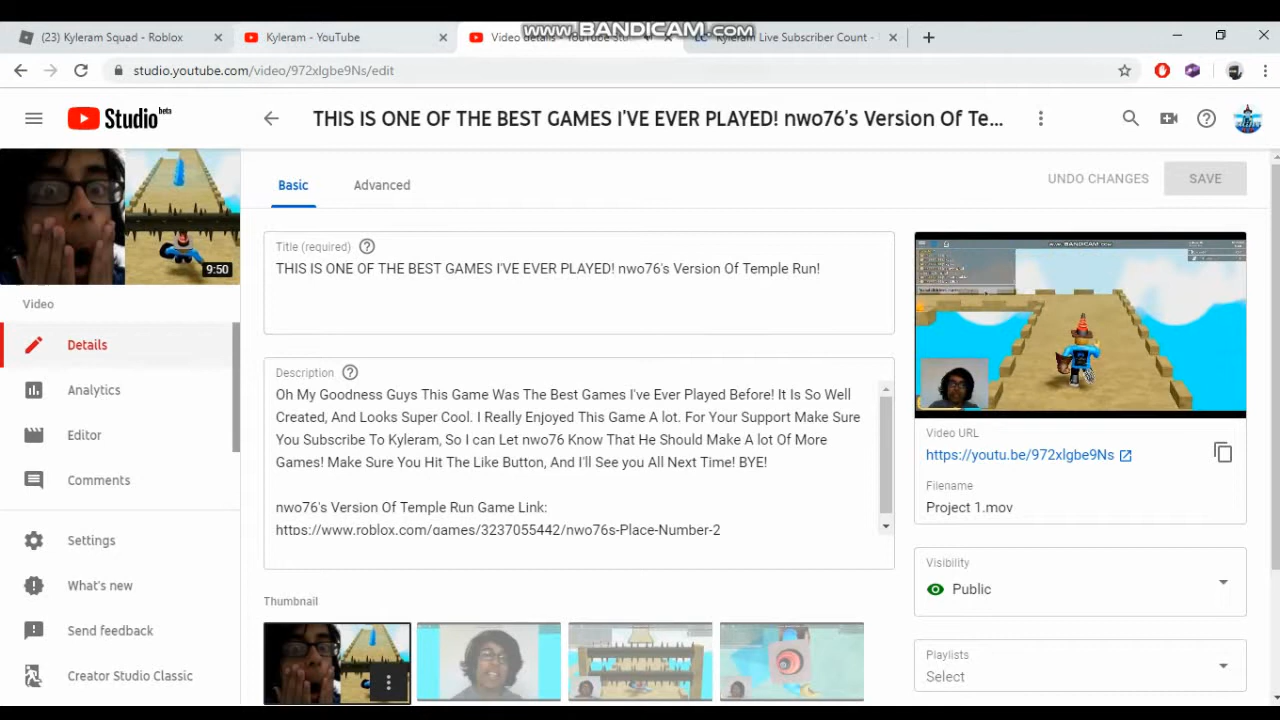 www.BANDICAM.com
(23) Kyleram Squad - Roblox
Kyleram - YouTube
Video details - YouTube Stu
Kyleram Live Subscriber Count -
studio.youtube.com/video/972xlgbe9Ns/edit
Studio beta
THIS IS ONE OF THE BEST GAMES I'VE EVER PLAYED! nwo76's Version Of Te...
9:50
Video
Details
Analytics
Editor
Comments
Settings
What's new
Send feedback
Creator Studio Classic
Basic
Advanced
UNDO CHANGES
SAVE
Title (required)
THIS IS ONE OF THE BEST GAMES I'VE EVER PLAYED! nwo76's Version Of Temple Run!
Description
Oh My Goodness Guys This Game Was The Best Games I've Ever Played Before! It Is So Well
Created, And Looks Super Cool. I Really Enjoyed This Game A lot. For Your Support Make Sure
You Subscribe To Kyleram, So I can Let nwo76 Know That He Should Make A lot Of More
Games! Make Sure You Hit The Like Button, And I'll See you All Next Time! BYE!
nwo76's Version Of Temple Run Game Link:
https://www.roblox.com/games/3237055442/nwo76s-Place-Number-2
Thumbnail
Video URL
https://youtu.be/972xlgbe9Ns
Filename
Project 1.mov
Visibility
Public
Playlists
Select